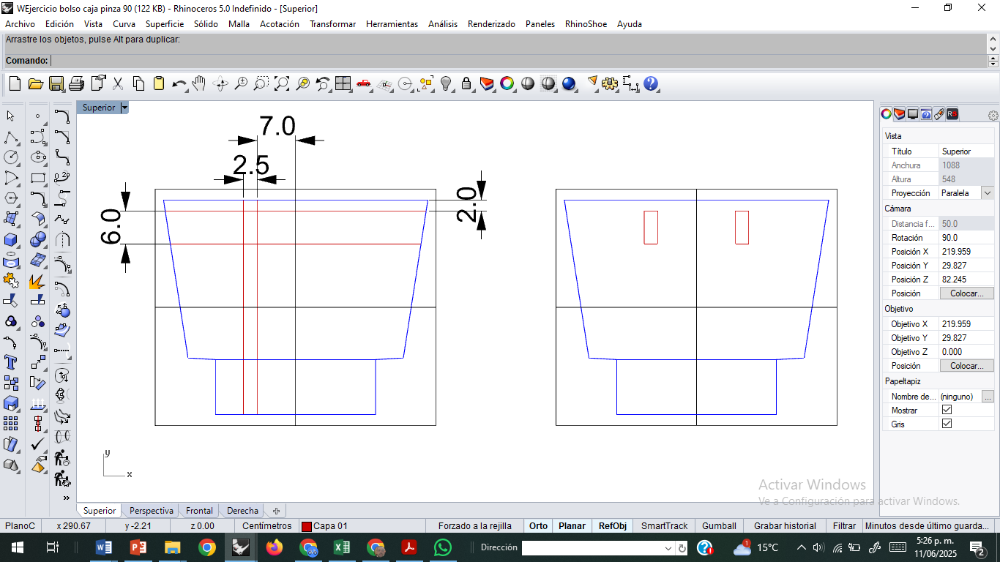 WEjercicio bolso caja pinza 90 (122 KB) - Rhinoceros 5.0 Indefinido - [Superior]
Archivo Edición Vista Curva Superficie Sólido Malla Acotación Transformar Herramientas Análisis Renderizado Paneles RhinoShoe Ayuda
Arrastre los objetos, pulse Alt para duplicar:
Comando:
Superior
7.0
2.5
6.0
2.0
y
x
Vista
Título Superior
Anchura 1088
Altura 548
Proyección Paralela
Cámara
Distancia f... 50.0
Rotación 90.0
Posición X 219.959
Posición Y 29.827
Posición Z 82.245
Posición Colocar...
Objetivo
Objetivo X 219.959
Objetivo Y 29.827
Objetivo Z 0.000
Posición Colocar...
Papeltapiz
Nombre de... (ninguno) ...
Mostrar
Gris
Activar Windows
Ve a Configuración para activar Windows.
Superior Perspectiva Frontal Derecha
PlanoC x 290.67 y -2.21 z 0.00 Centímetros Capa 01 Forzado a la rejilla Orto Planar RefObj SmartTrack Gumball Grabar historial Filtrar Minutos desde último guarda...
Dirección
15°C
5:26 p. m.
11/06/2025
2